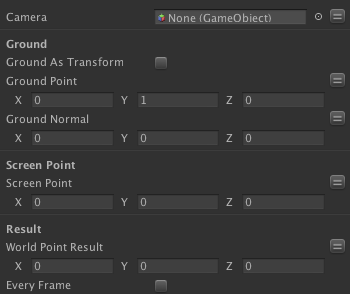 Camera None (GameObject)
Ground
Ground As Transform
Ground Point
X 0 Y 1 Z 0
Ground Normal
X 0 Y 0 Z 0
Screen Point
Screen Point
X 0 Y 0 Z 0
Result
World Point Result
X 0 Y 0 Z 0
Every Frame